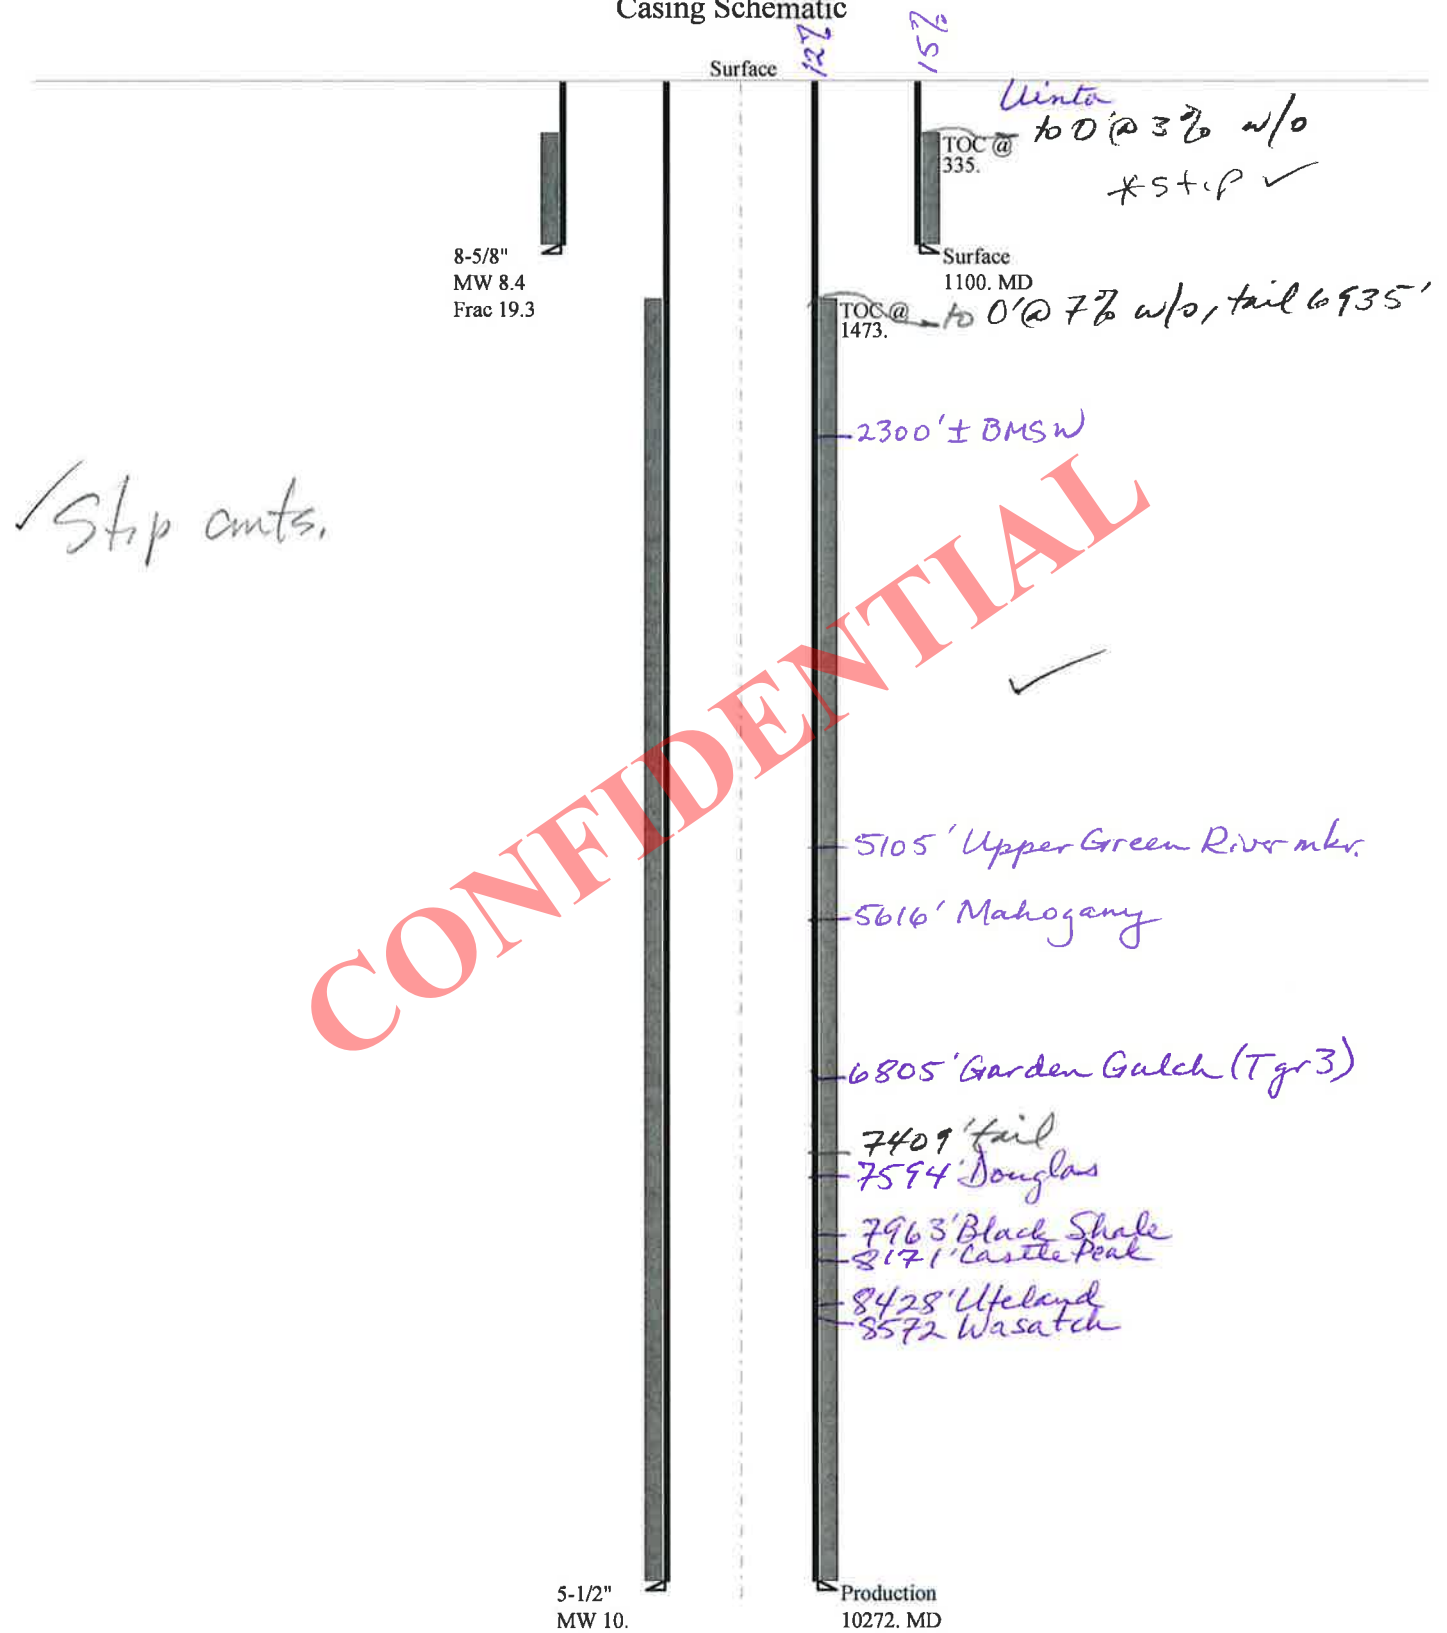 Casing Schematic
12%
15%
Surface
Uinta
to 0' @ 3% w/o
TOC @
335.
*Stip ✓
8-5/8"
MW 8.4
Frac 19.3
Surface
1100. MD
TOC @
1473.
to 0' @ 7% w/o, tail 6935'
2300'± BMSW
✓ Stip cmts.
CONFIDENTIAL
✓
5105' Upper Green River mkr.
5616' Mahogany
6805' Garden Gulch (Tgr3)
7409' tail
7594' Douglas
7963' Black Shale
8171' Castle Peak
8428' Uteland
8572 Wasatch
5-1/2"
MW 10.
Production
10272. MD